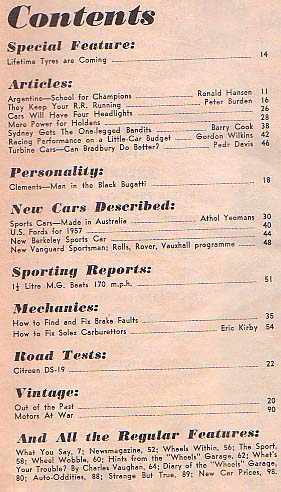 Contents
Special Feature:
Lifetime Tyres are Coming 14
Articles:
Argentine—School for Champions Ronald Hansen 11
They Keep Your R.R. Running Peter Burden 16
Cars Will Have Four Headlights 26
More Power for Holdens 28
Sydney Gets The One-legged Bandits Barry Cook 38
Racing Performance on a Little-Car Budget Gordon Wilkins 42
Turbine Cars—Can Bradbury Do Better? Pedr Davis 46
Personality:
Clements—Man in the Black Bugatti 18
New Cars Described:
Sports Cars—Made in Australia Athol Yeomans 30
U.S. Fords for 1957 40
New Berkeley Sports Car 44
New Vanguard Sportsman; Rolls, Rover, Vauxhall programme 48
Sporting Reports:
1½ Litre M.G. Beats 170 m.p.h. 51
Mechanics:
How to Find and Fix Brake Faults 35
How to Fix Solex Carburettors Eric Kirby 54
Road Tests:
Citroen DS-19 22
Vintage:
Out of the Past 20
Motors At War 90
And All the Regular Features:
What You Say, 7; Newsmagazine, 52; Wheels Within, 56; The Sport,
58; Wheel Wobble, 60; Hints from the "Wheels" Garage, 62; What's
Your Trouble? By Charles Vaughan, 64; Diary of the "Wheels" Garage,
80; Auto-Oddities, 88; Strange But True, 89; New Car Prices, 98.